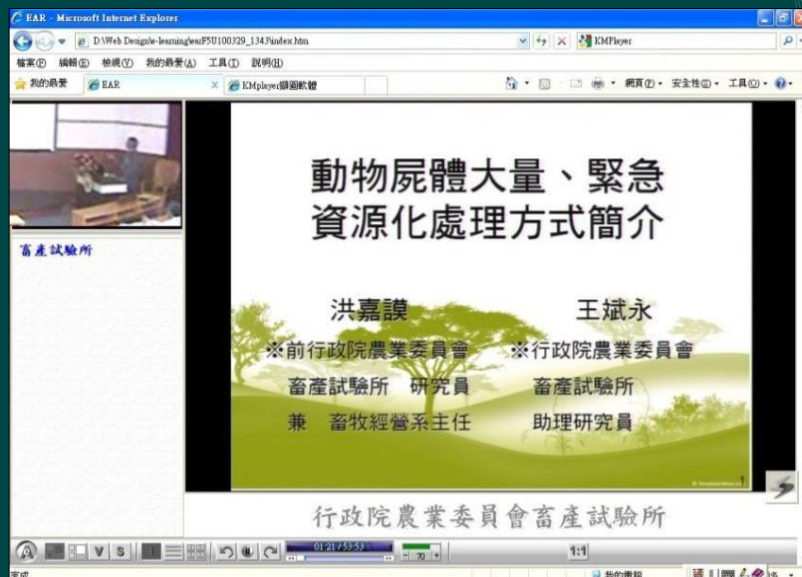 EAR - Microsoft Internet Explorer
D:\Web Design\e-learning\ear\F5U100329_1343\index.htm
KMPlayer
檔案(F) 編輯(E) 檢視(V) 我的最愛(A) 工具(T) 說明(H)
我的最愛 EAR KMplayer擷圖軟體 網頁(P) 安全性(S) 工具(O)
畜產試驗所
動物屍體大量、緊急
資源化處理方式簡介
洪嘉謨 王斌永
※前行政院農業委員會 ※行政院農業委員會
畜產試驗所 研究員 畜產試驗所
兼 畜牧經營系主任 助理研究員
行政院農業委員會畜產試驗所
V S 01:21 / 53:53 - 70 + 1:1
完成 我的電腦